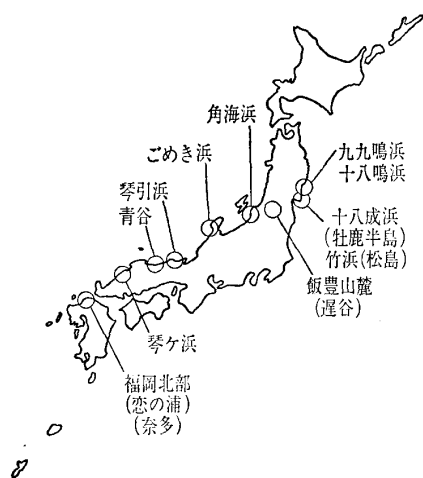 角海浜
ごめき浜
琴引浜
青谷
九九鳴浜
十八鳴浜
十八成浜
(牡鹿半島)
竹浜(松島)
飯豊山麓
(遅谷)
琴ケ浜
福岡北部
(恋の浦)
(奈多)